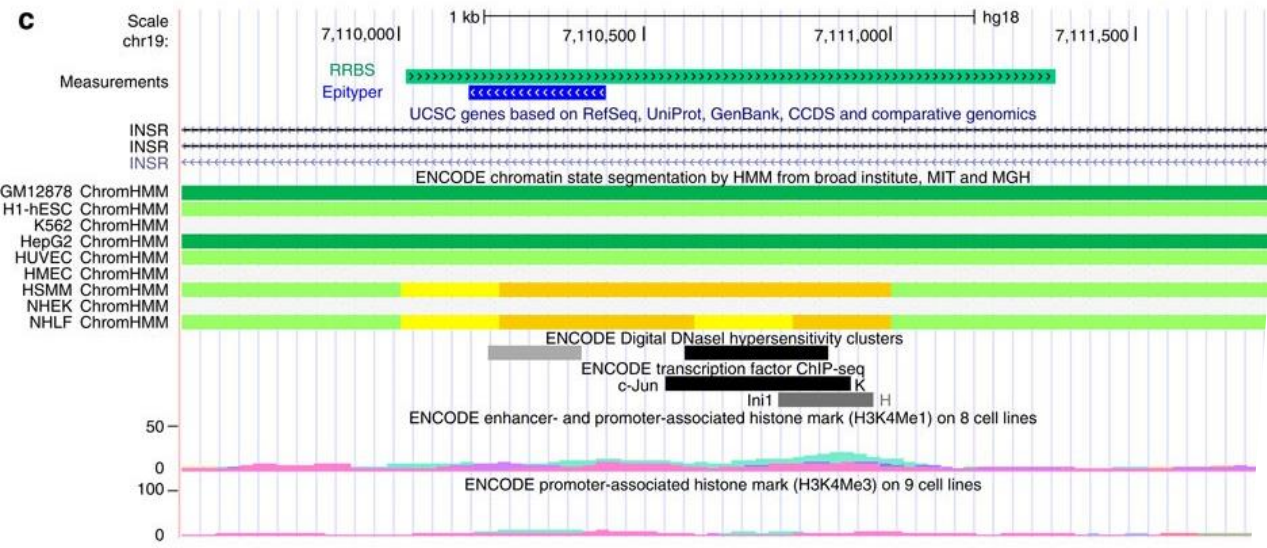 c
Scale 1 kb hg18
chr19: 7,110,000 7,110,500 7,111,000 7,111,500
Measurements
RRBS
Epityper
UCSC genes based on RefSeq, UniProt, GenBank, CCDS and comparative genomics
INSR
INSR
INSR
ENCODE chromatin state segmentation by HMM from broad institute, MIT and MGH
GM12878 ChromHMM
H1-hESC ChromHMM
K562 ChromHMM
HepG2 ChromHMM
HUVEC ChromHMM
HMEC ChromHMM
HSMM ChromHMM
NHEK ChromHMM
NHLF ChromHMM
ENCODE Digital DNaseI hypersensitivity clusters
ENCODE transcription factor ChIP-seq
c-Jun K
Ini1 H
ENCODE enhancer- and promoter-associated histone mark (H3K4Me1) on 8 cell lines
50
0
ENCODE promoter-associated histone mark (H3K4Me3) on 9 cell lines
100
0